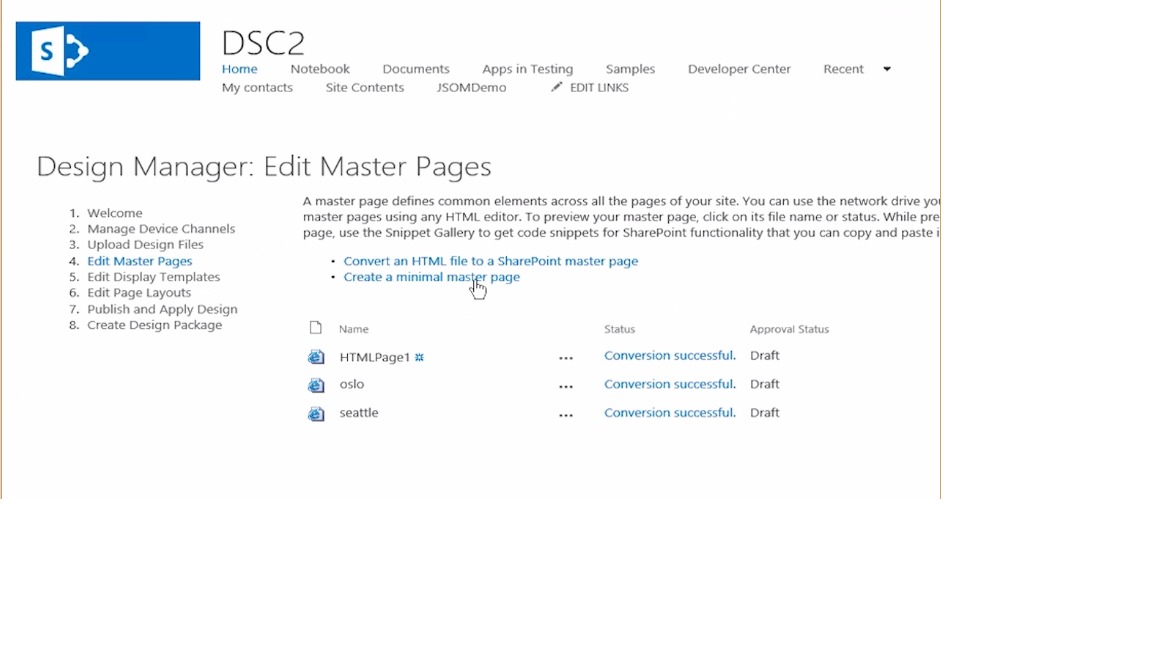 S
DSC2
Home Notebook Documents Apps in Testing Samples Developer Center Recent
My contacts Site Contents JSOMDemo EDIT LINKS
Design Manager: Edit Master Pages
1. Welcome
2. Manage Device Channels
3. Upload Design Files
4. Edit Master Pages
5. Edit Display Templates
6. Edit Page Layouts
7. Publish and Apply Design
8. Create Design Package
A master page defines common elements across all the pages of your site. You can use the network drive
master pages using any HTML editor. To preview your master page, click on its file name or status. While
page, use the Snippet Gallery to get code snippets for SharePoint functionality that you can copy and paste
• Convert an HTML file to a SharePoint master page
• Create a minimal master page
Name Status Approval Status
HTMLPage1 ... Conversion successful. Draft
oslo ... Conversion successful. Draft
seattle ... Conversion successful. Draft